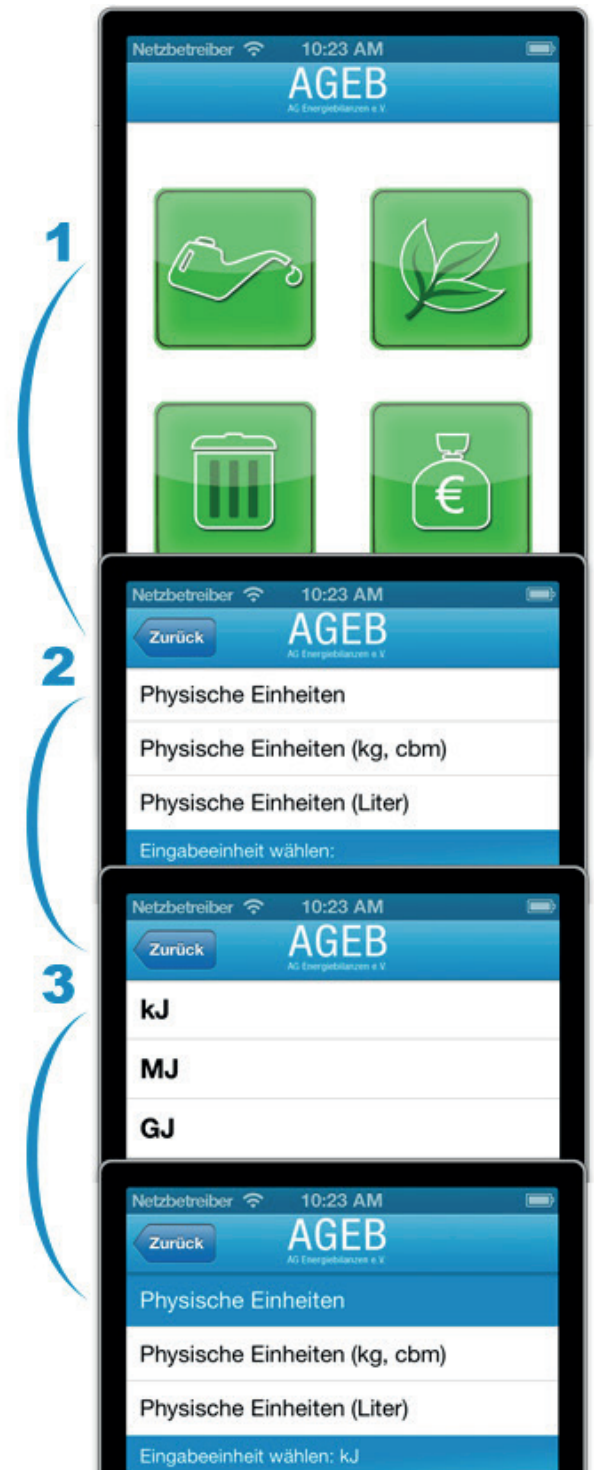 Netzbetreiber 10:23 AM
AGEB
AG Energiebilanzen e.V.
1
€
Netzbetreiber 10:23 AM
Zurück
AGEB
AG Energiebilanzen e.V.
2
Physische Einheiten
Physische Einheiten (kg, cbm)
Physische Einheiten (Liter)
Eingabeeinheit wählen:
Netzbetreiber 10:23 AM
Zurück
AGEB
AG Energiebilanzen e.V.
3
kJ
MJ
GJ
Netzbetreiber 10:23 AM
Zurück
AGEB
AG Energiebilanzen e.V.
Physische Einheiten
Physische Einheiten (kg, cbm)
Physische Einheiten (Liter)
Eingabeeinheit wählen: kJ